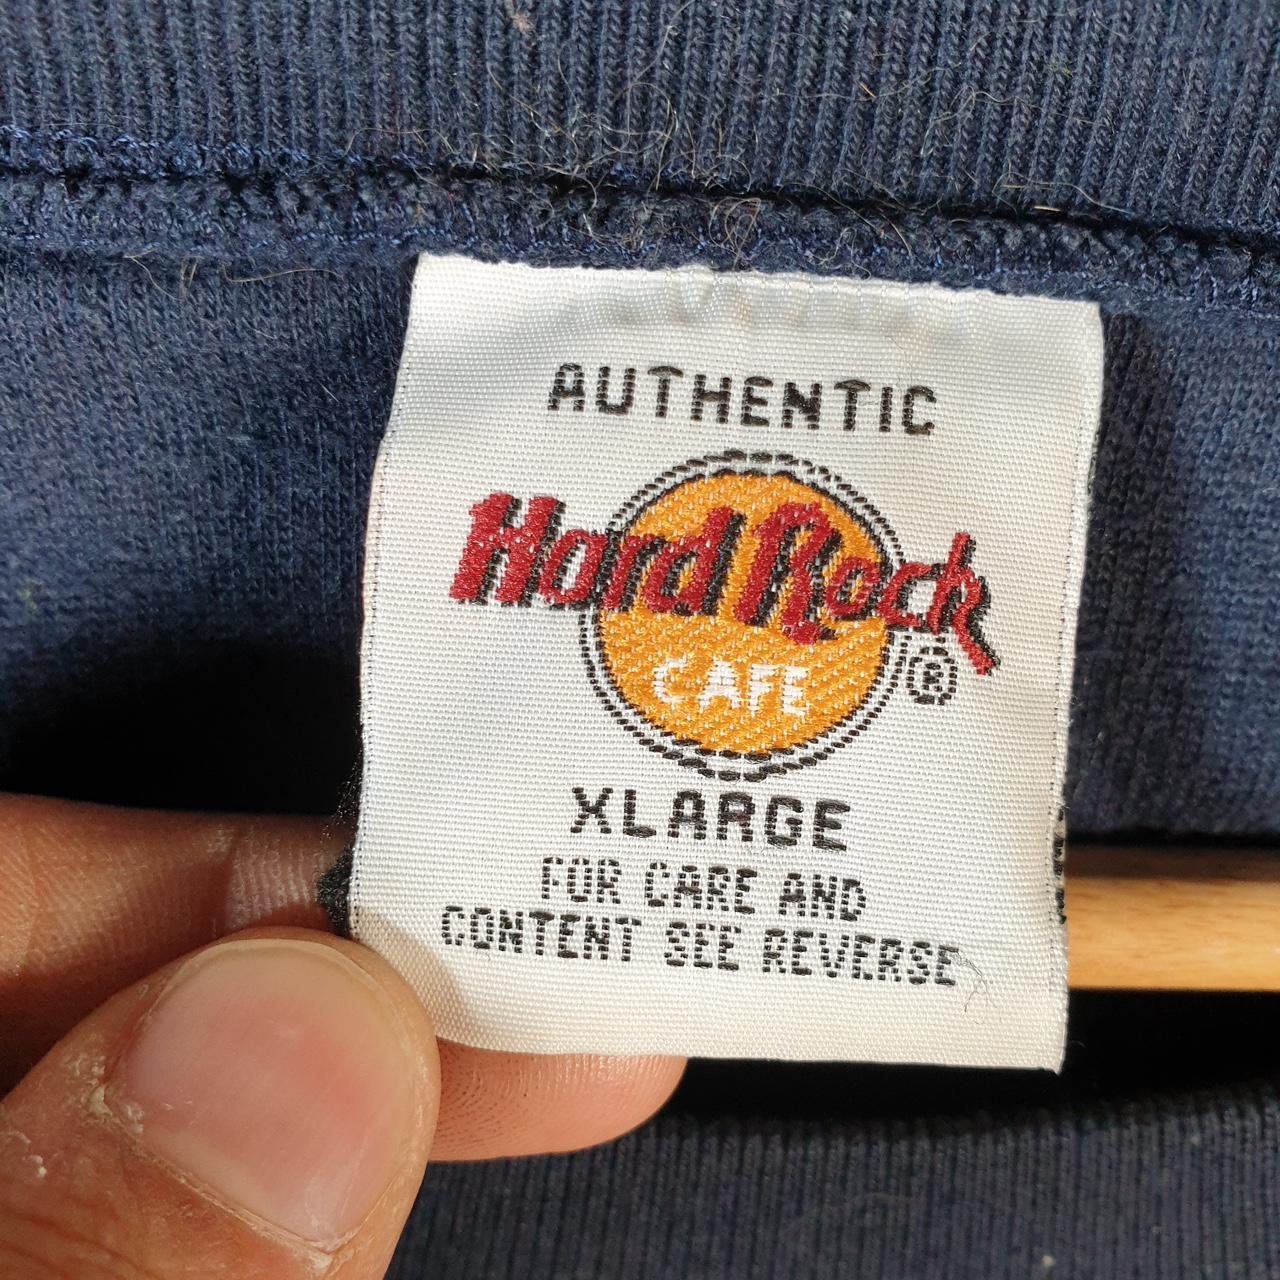 AUTHENTIC
Hard Rock
CAFE
®
XLARGE
FOR CARE AND
CONTENT SEE REVERSE